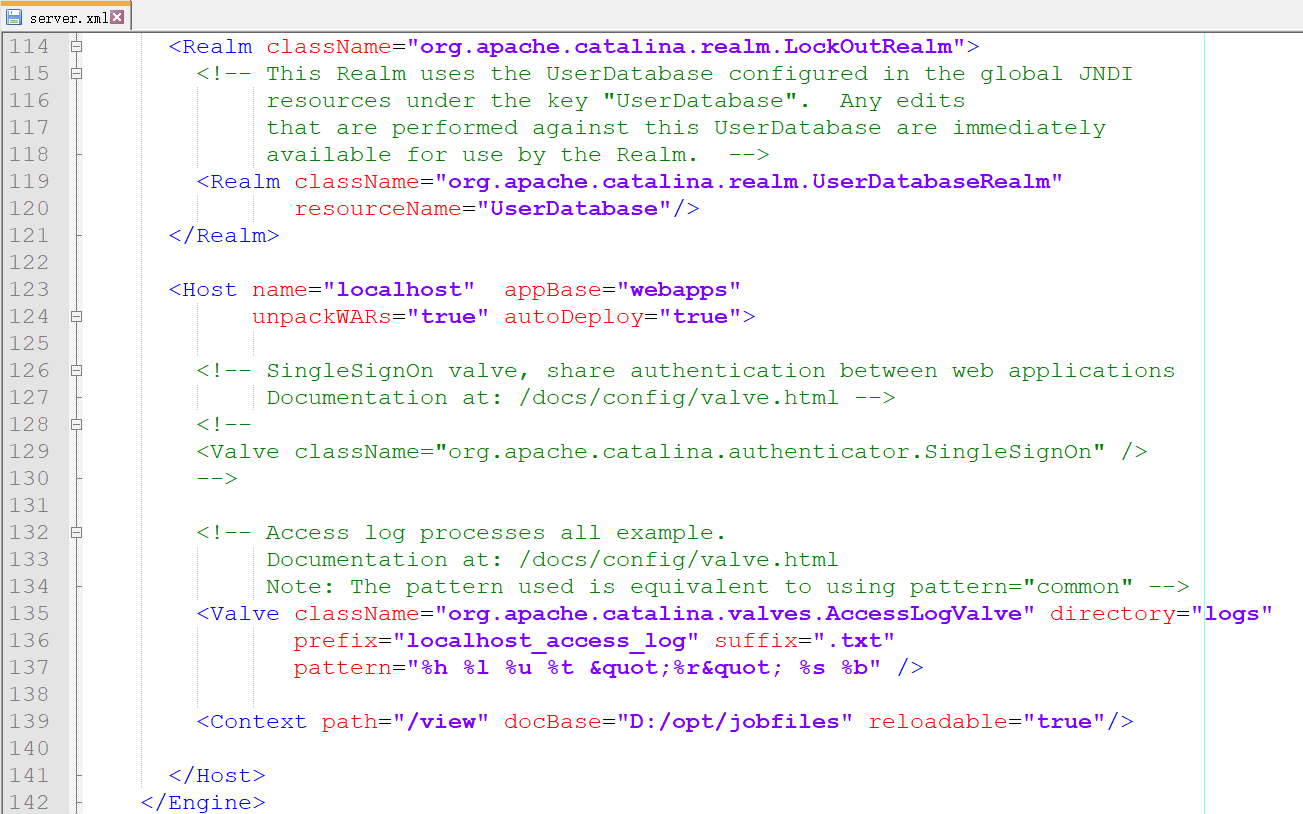 server.xml
114 <Realm className="org.apache.catalina.realm.LockOutRealm">
115 <!-- This Realm uses the UserDatabase configured in the global JNDI
116 resources under the key "UserDatabase".  Any edits
117 that are performed against this UserDatabase are immediately
118 available for use by the Realm.  -->
119 <Realm className="org.apache.catalina.realm.UserDatabaseRealm"
120 resourceName="UserDatabase"/>
121 </Realm>
122
123 <Host name="localhost"  appBase="webapps"
124 unpackWARs="true" autoDeploy="true">
125
126 <!-- SingleSignOn valve, share authentication between web applications
127 Documentation at: /docs/config/valve.html -->
128 <!--
129 <Valve className="org.apache.catalina.authenticator.SingleSignOn" />
130 -->
131
132 <!-- Access log processes all example.
133 Documentation at: /docs/config/valve.html
134 Note: The pattern used is equivalent to using pattern="common" -->
135 <Valve className="org.apache.catalina.valves.AccessLogValve" directory="logs"
136 prefix="localhost_access_log" suffix=".txt"
137 pattern="%h %l %u %t &quot;%r&quot; %s %b" />
138
139 <Context path="/view" docBase="D:/opt/jobfiles" reloadable="true"/>
140
141 </Host>
142 </Engine>